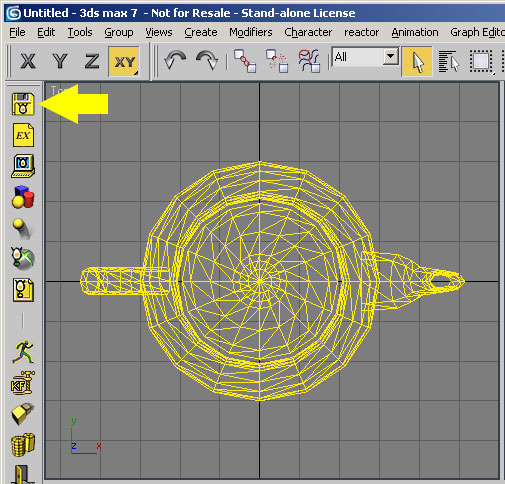 Untitled - 3ds max 7 - Not for Resale - Stand-alone License
File Edit Tools Group Views Create Modifiers Character reactor Animation Graph Edito
X Y Z XY All
EX
KF
y
z x